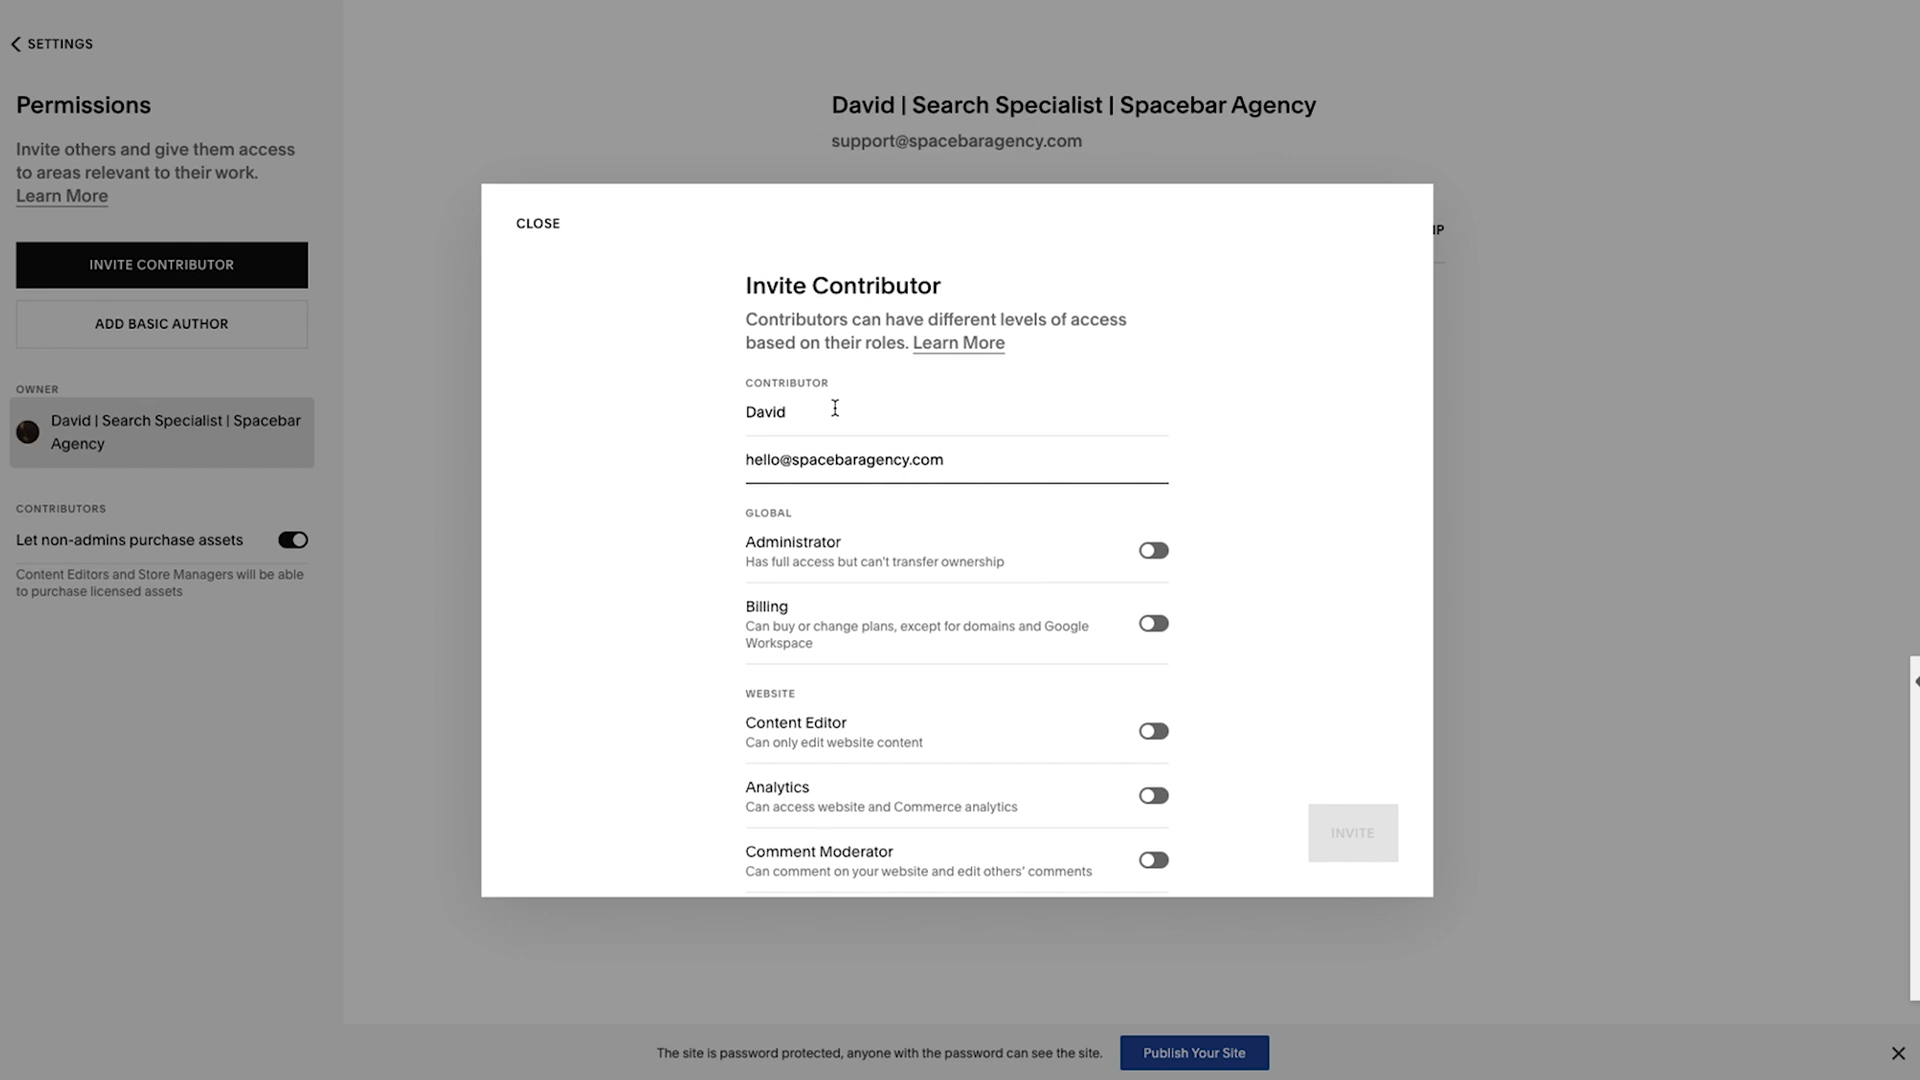 SETTINGS
Permissions
Invite others and give them access
to areas relevant to their work.
Learn More
INVITE CONTRIBUTOR
ADD BASIC AUTHOR
OWNER
David | Search Specialist | Spacebar
Agency
CONTRIBUTORS
Let non-admins purchase assets
Content Editors and Store Managers will be able
to purchase licensed assets
David | Search Specialist | Spacebar Agency
support@spacebaragency.com
IP
CLOSE
Invite Contributor
Contributors can have different levels of access
based on their roles. Learn More
CONTRIBUTOR
David
hello@spacebaragency.com
GLOBAL
Administrator
Has full access but can't transfer ownership
Billing
Can buy or change plans, except for domains and Google
Workspace
WEBSITE
Content Editor
Can only edit website content
Analytics
Can access website and Commerce analytics
Comment Moderator
Can comment on your website and edit others' comments
INVITE
The site is password protected, anyone with the password can see the site.
Publish Your Site